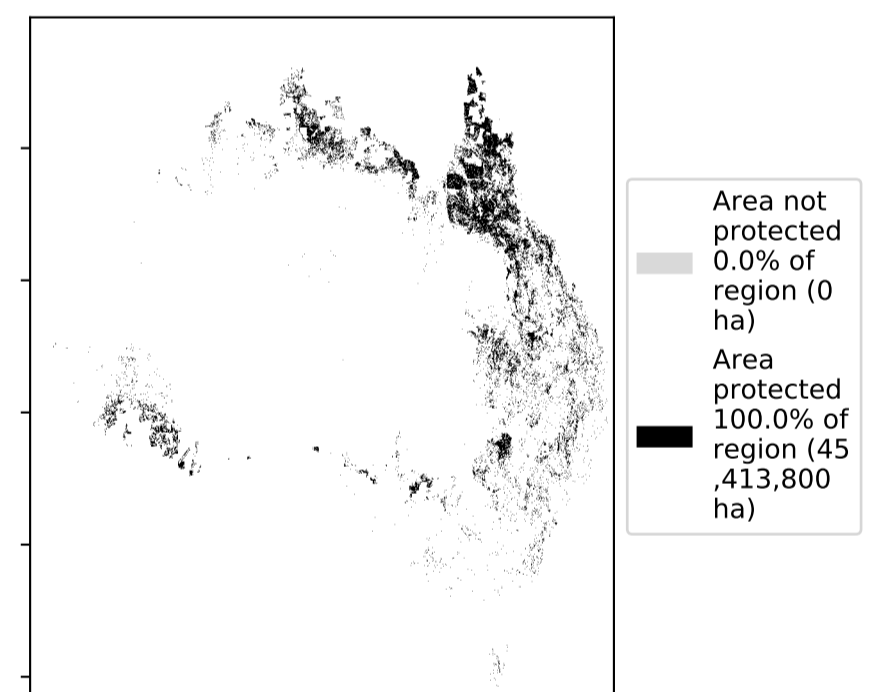 Area not
protected
0.0% of
region (0
ha)
Area
protected
100.0% of
region (45
,413,800
ha)